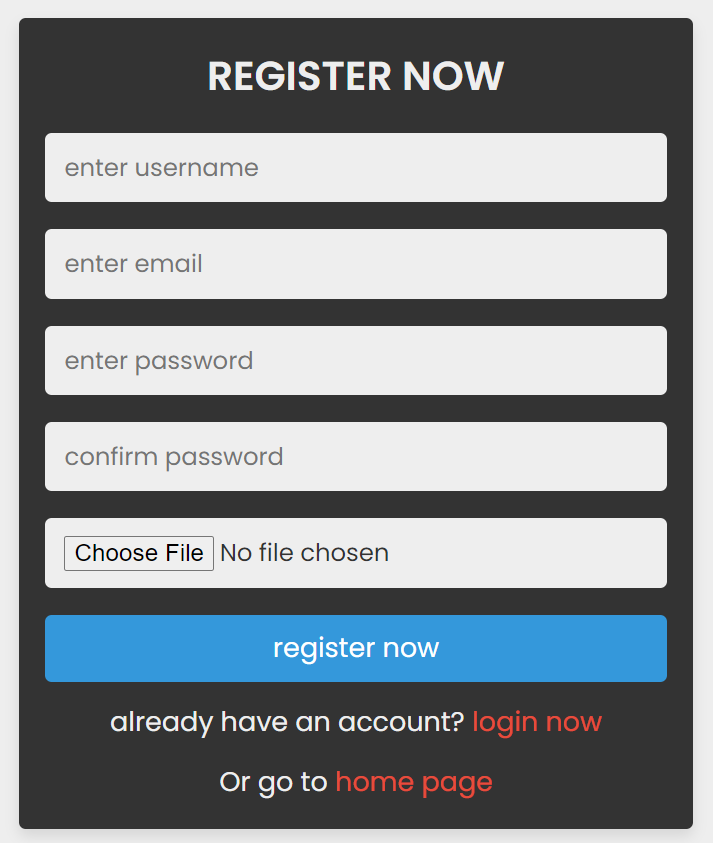 REGISTER NOW
enter username
enter email
enter password
confirm password
Choose File No file chosen
register now
already have an account? login now
Or go to home page